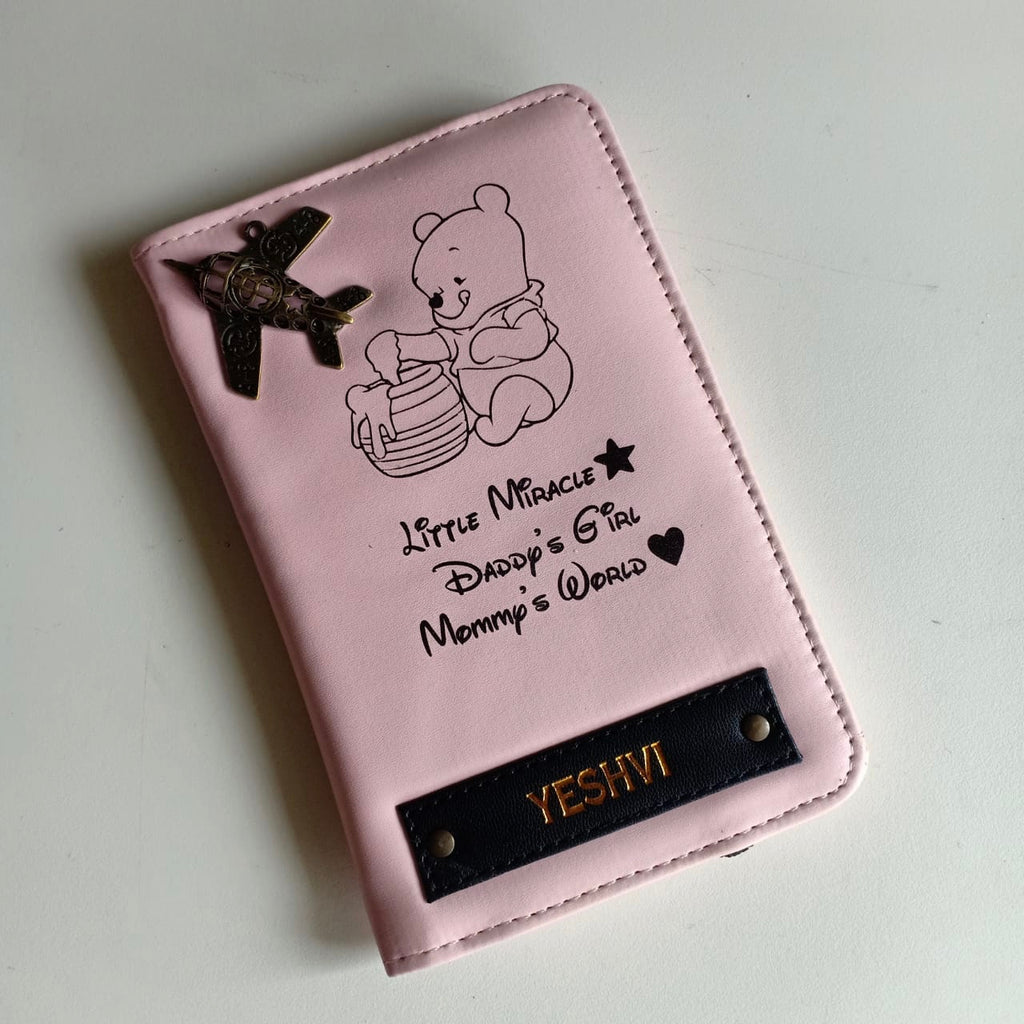 Little Miracle
Daddy's Girl
Mommy's World
YESHVI